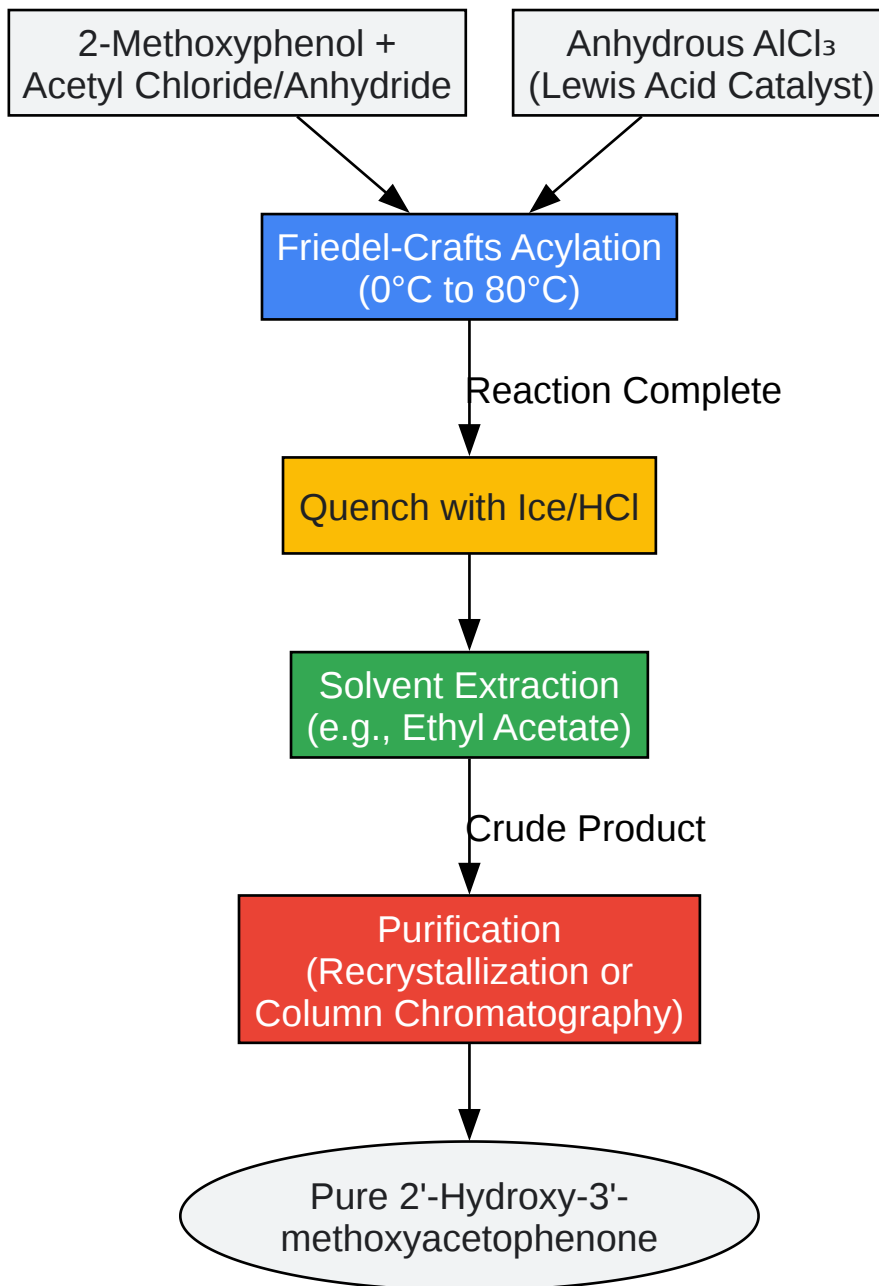 2-Methoxyphenol +
Acetyl Chloride/Anhydride
Anhydrous AlCl₃
(Lewis Acid Catalyst)
Friedel-Crafts Acylation
(0°C to 80°C)
Reaction Complete
Quench with Ice/HCl
Solvent Extraction
(e.g., Ethyl Acetate)
Crude Product
Purification
(Recrystallization or
Column Chromatography)
Pure 2'-Hydroxy-3'-
methoxyacetophenone